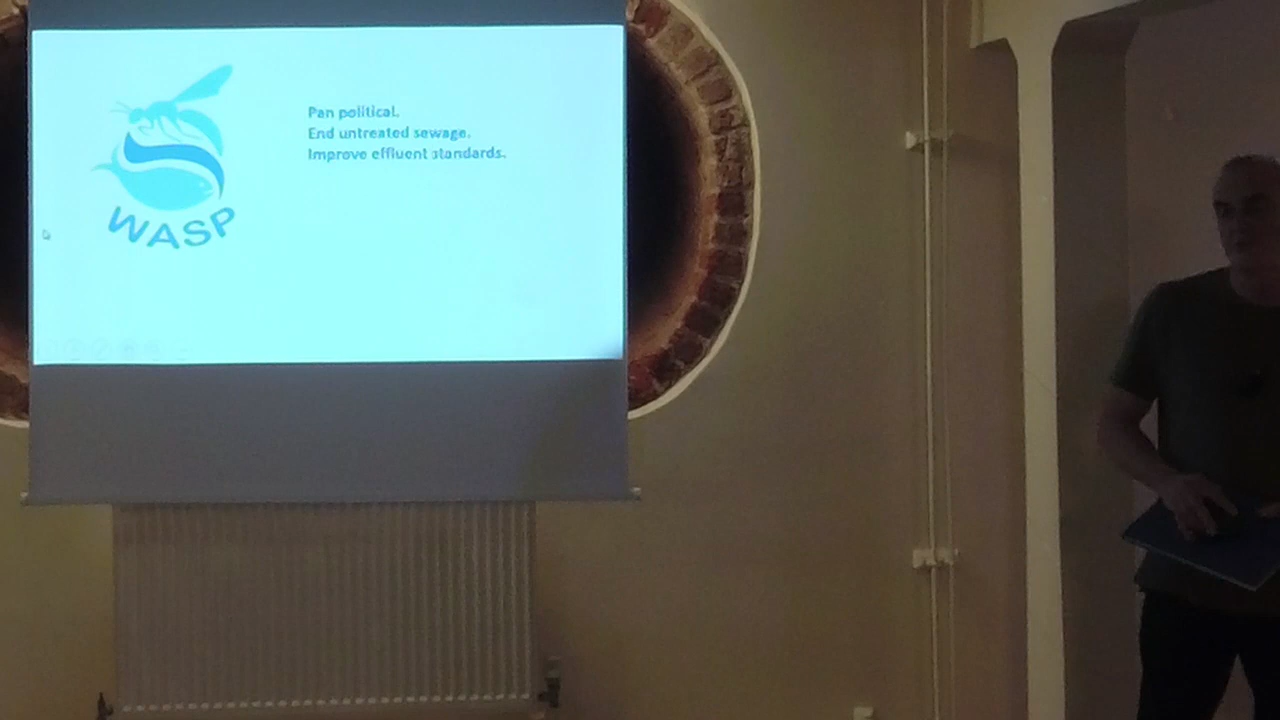 Pan political.
End untreated sewage.
Improve effluent standards.
WASP